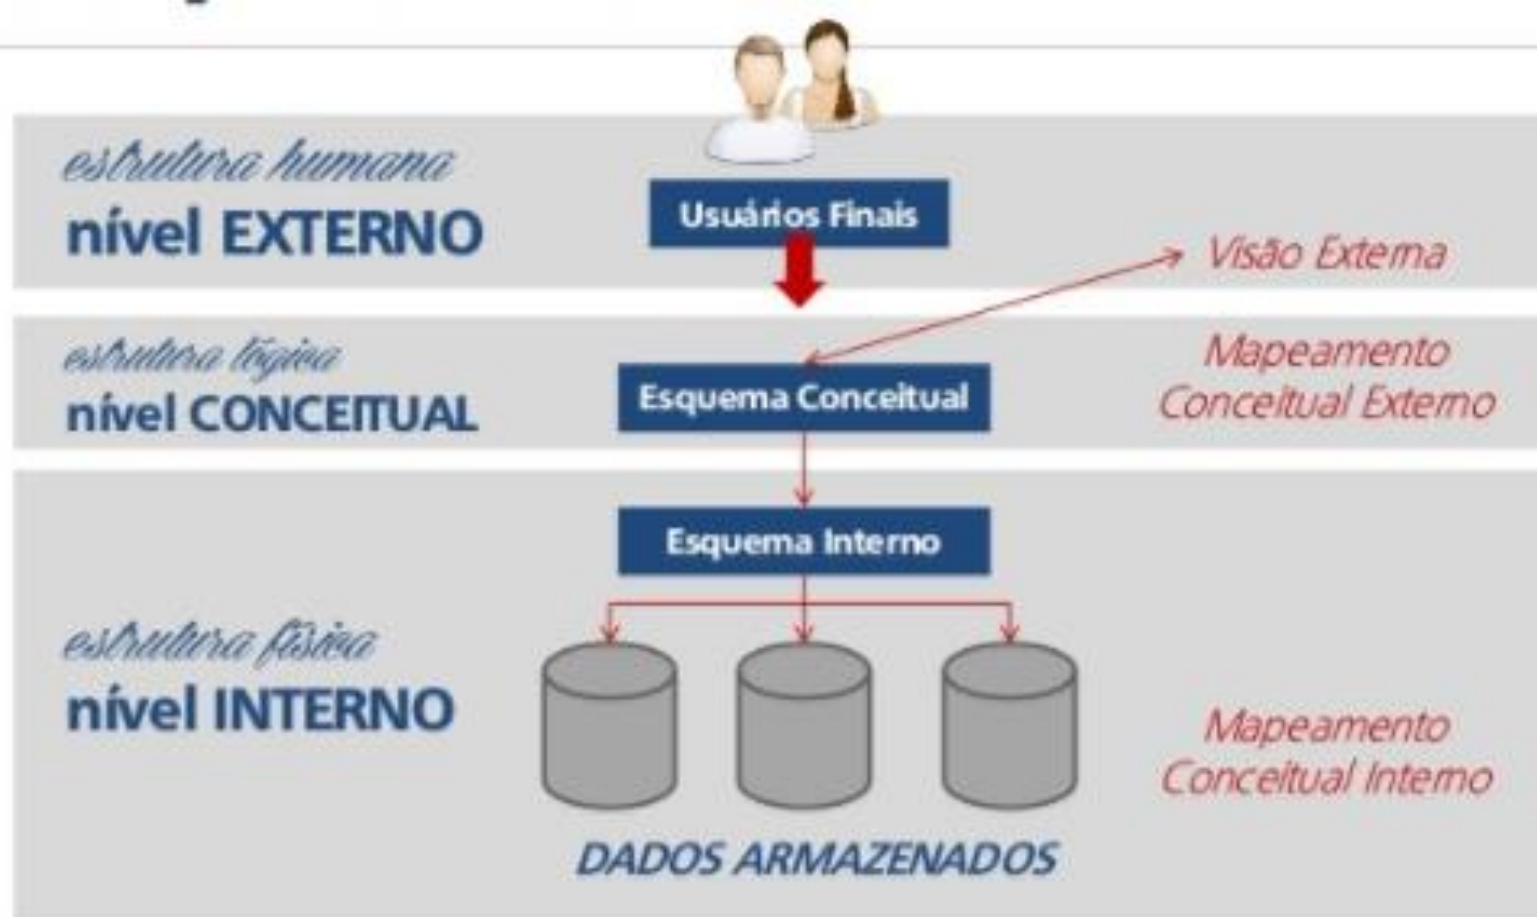 estrutura humana
nível EXTERNO
Usuários Finais
Visão Externa
estrutura lógica
nível CONCEITUAL
Esquema Conceitual
Mapeamento
Conceitual Externo
Esquema Interno
estrutura física
nível INTERNO
Mapeamento
Conceitual Interno
DADOS ARMAZENADOS